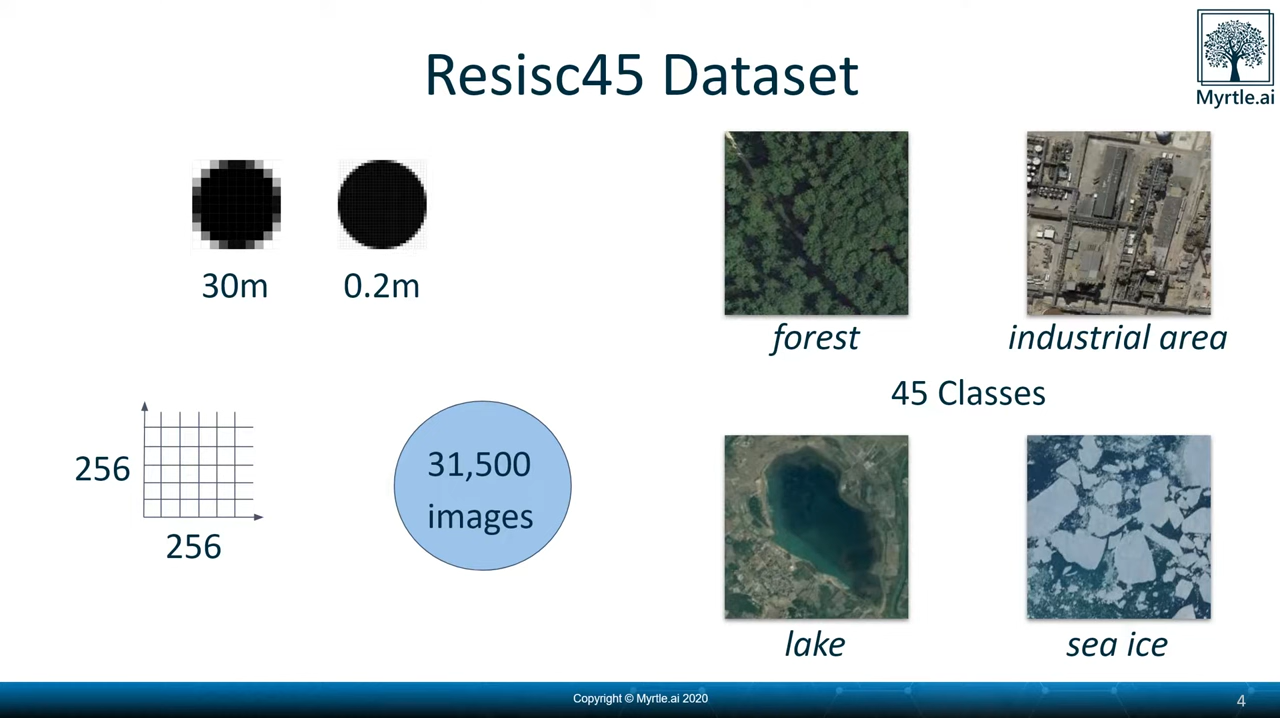 Resisc45 Dataset
Myrtle.ai
30m
0.2m
forest
industrial area
45 Classes
256
256
31,500
images
lake
sea ice
Copyright © Myrtle.ai 2020
4